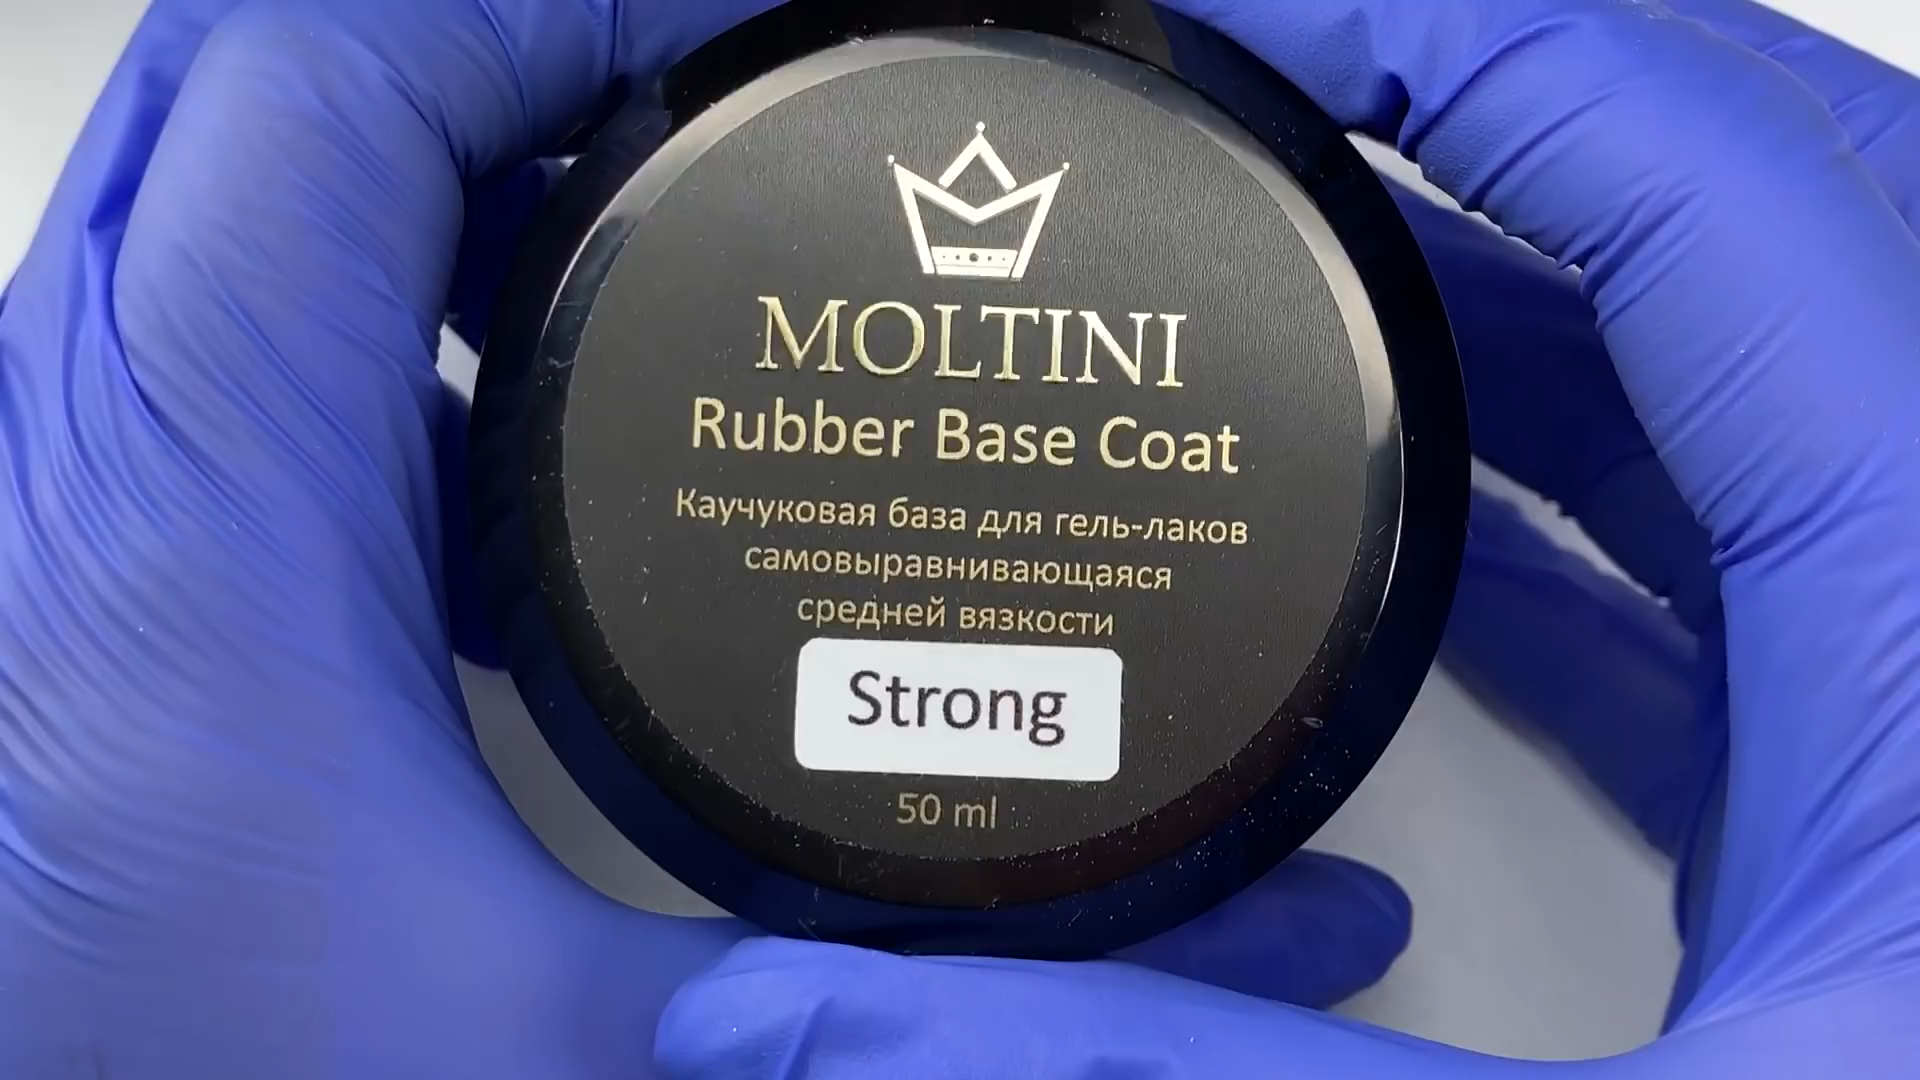 MOLTINI
Rubber Base Coat
Каучуковая база для гель-лаков
самовыравнивающаяся
средней вязкости
Strong
50 ml